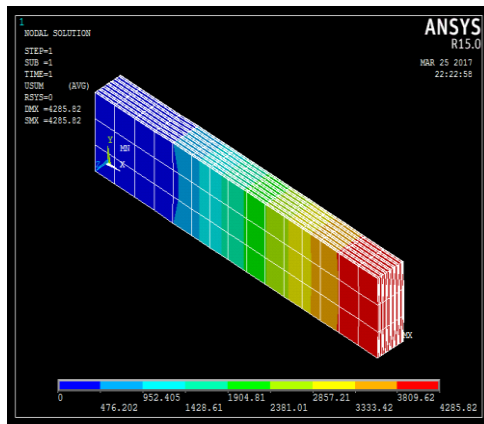 1
NODAL SOLUTION
STEP=1
SUB =1
TIME=1
USUM (AVG)
RSYS=0
DMX =4285.82
SMX =4285.82
ANSYS
R15.0
MAR 25 2017
22:22:58
Y
MN
X
Z
MX
0 952.405 1904.81 2857.21 3809.62
476.202 1428.61 2381.01 3333.42 4285.82